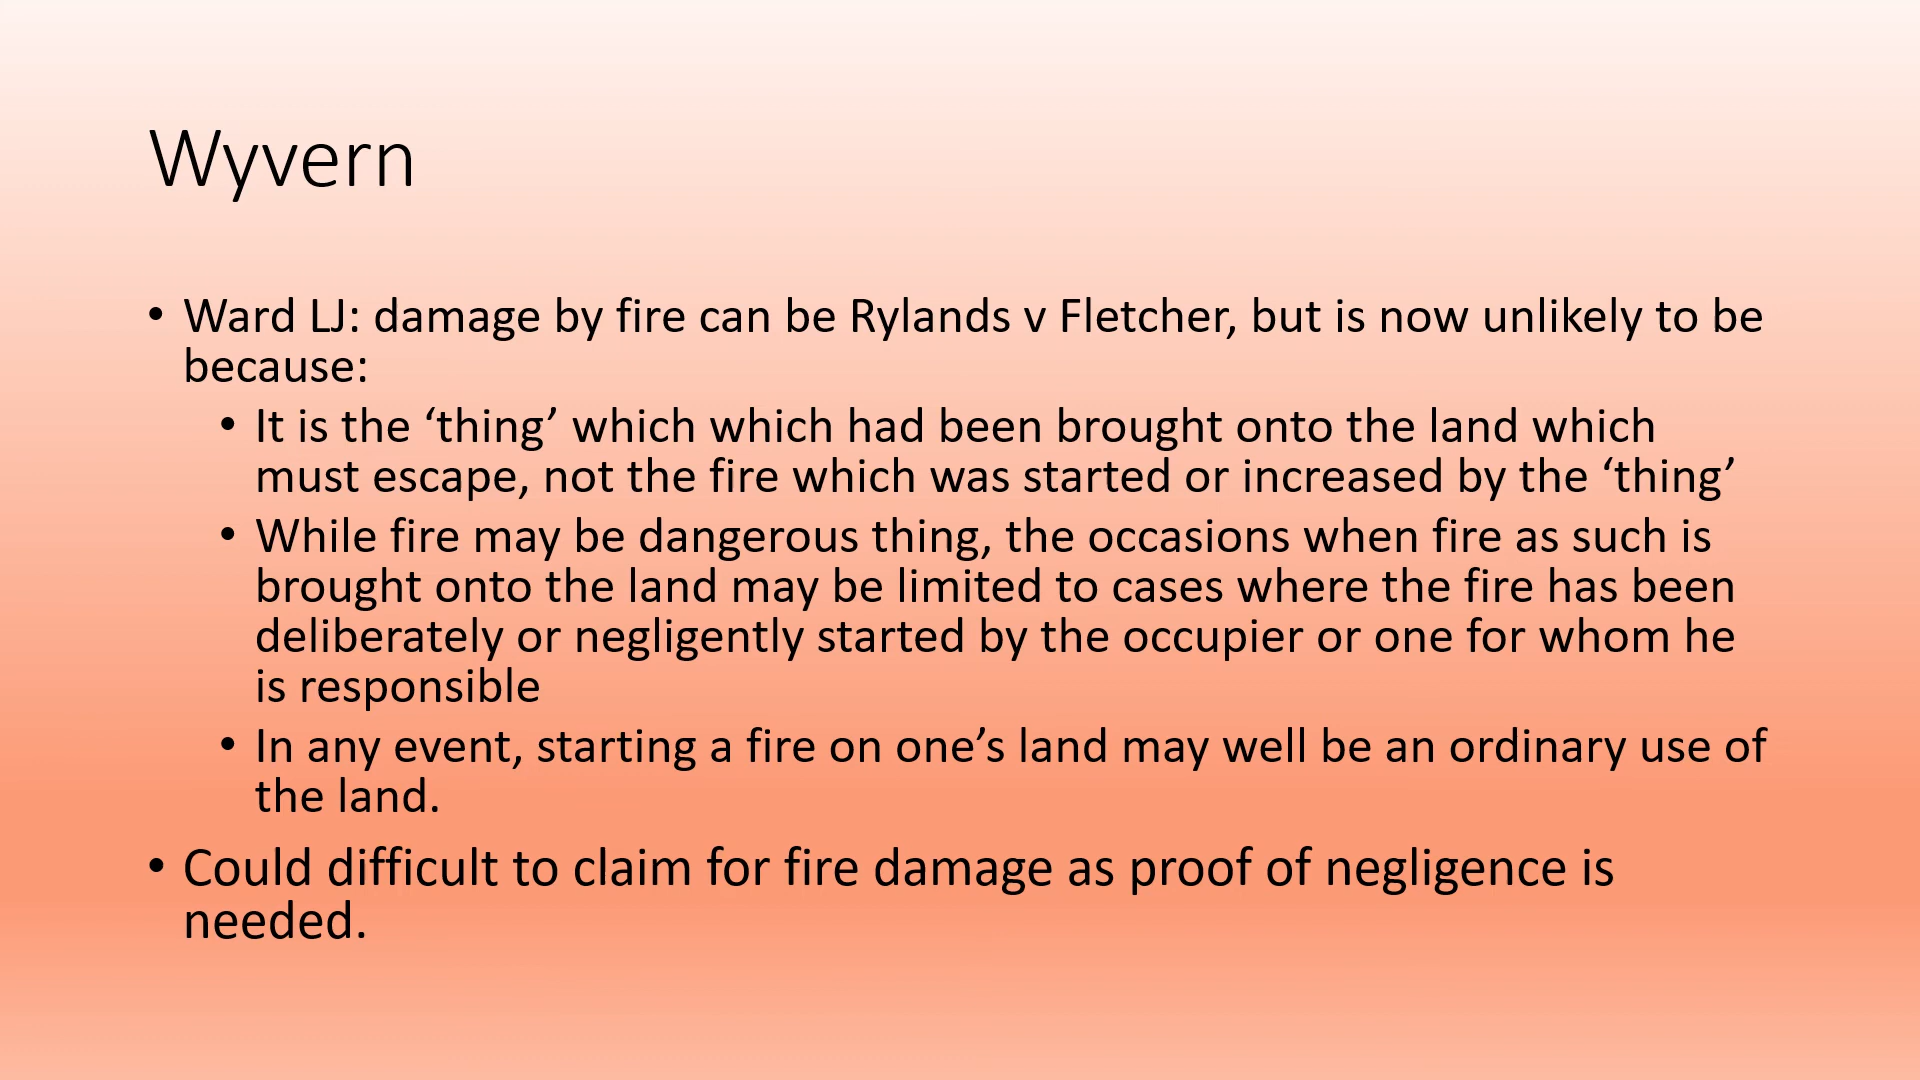 Wyvern
• Ward LJ: damage by fire can be Rylands v Fletcher, but is now unlikely to be
because:
• It is the ‘thing’ which which had been brought onto the land which
must escape, not the fire which was started or increased by the ‘thing’
• While fire may be dangerous thing, the occasions when fire as such is
brought onto the land may be limited to cases where the fire has been
deliberately or negligently started by the occupier or one for whom he
is responsible
• In any event, starting a fire on one’s land may well be an ordinary use of
the land.
• Could difficult to claim for fire damage as proof of negligence is
needed.